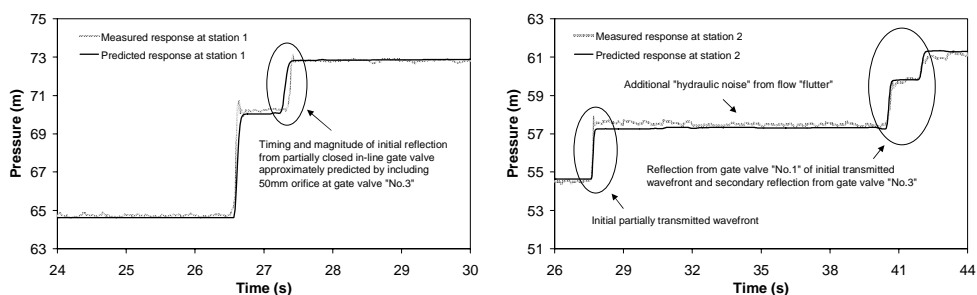 75
73
71
69
67
65
63
Pressure (m)
24 25 26 27 28 29 30
Time (s)
Measured response at station 1
Predicted response at station 1
Timing and magnitude of initial reflection
from partially closed in-line gate valve
approximately predicted by including
50mm orifice at gate valve "No.3"
63
61
59
57
55
53
51
Pressure (m)
26 29 32 35 38 41 44
Time (s)
Measured response at station 2
Predicted response at station 2
Additional "hydraulic noise" from flow "flutter"
Reflection from gate valve "No.1" of initial transmitted
wavefront and secondary reflection from gate valve "No.3"
Initial partially transmitted wavefront